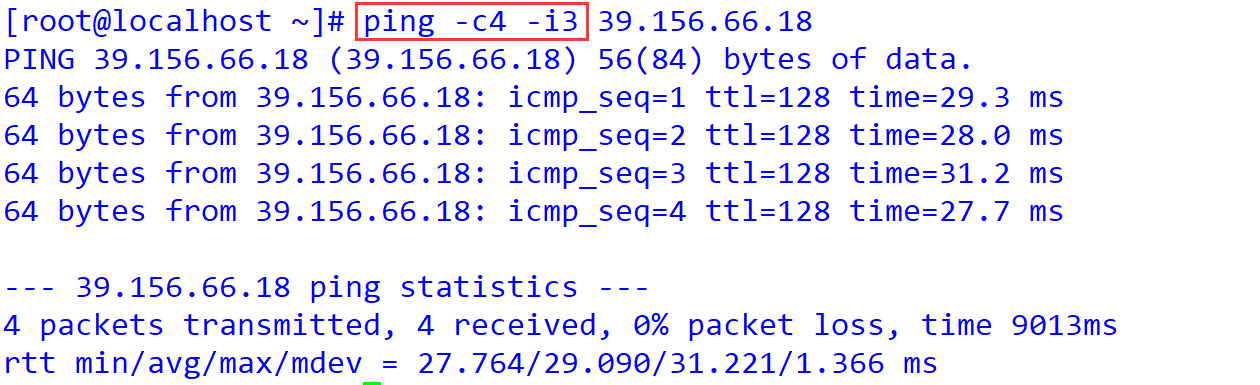 [root@localhost ~]# ping -c4 -i3 39.156.66.18
PING 39.156.66.18 (39.156.66.18) 56(84) bytes of data.
64 bytes from 39.156.66.18: icmp_seq=1 ttl=128 time=29.3 ms
64 bytes from 39.156.66.18: icmp_seq=2 ttl=128 time=28.0 ms
64 bytes from 39.156.66.18: icmp_seq=3 ttl=128 time=31.2 ms
64 bytes from 39.156.66.18: icmp_seq=4 ttl=128 time=27.7 ms
--- 39.156.66.18 ping statistics ---
4 packets transmitted, 4 received, 0% packet loss, time 9013ms
rtt min/avg/max/mdev = 27.764/29.090/31.221/1.366 ms